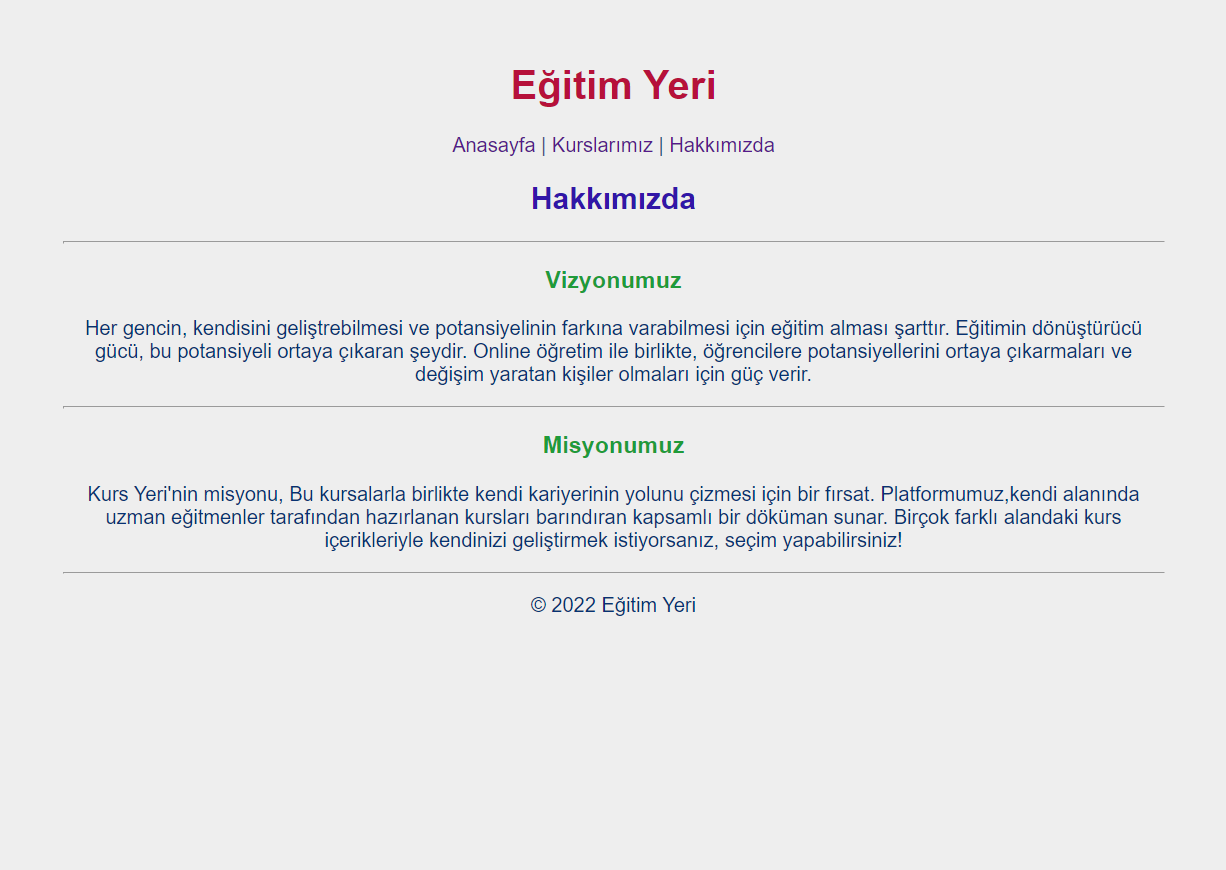 Eğitim Yeri
Anasayfa | Kurslarımız | Hakkımızda
Hakkımızda
Vizyonumuz
Her gencin, kendisini geliştrebilmesi ve potansiyelinin farkına varabilmesi için eğitim alması şarttır. Eğitimin dönüştürücü
gücü, bu potansiyeli ortaya çıkaran şeydir. Online öğretim ile birlikte, öğrencilere potansiyellerini ortaya çıkarmaları ve
değişim yaratan kişiler olmaları için güç verir.
Misyonumuz
Kurs Yeri'nin misyonu, Bu kursalarla birlikte kendi kariyerinin yolunu çizmesi için bir fırsat. Platformumuz,kendi alanında
uzman eğitmenler tarafından hazırlanan kursları barındıran kapsamlı bir döküman sunar. Birçok farklı alandaki kurs
içerikleriyle kendinizi geliştirmek istiyorsanız, seçim yapabilirsiniz!
© 2022 Eğitim Yeri